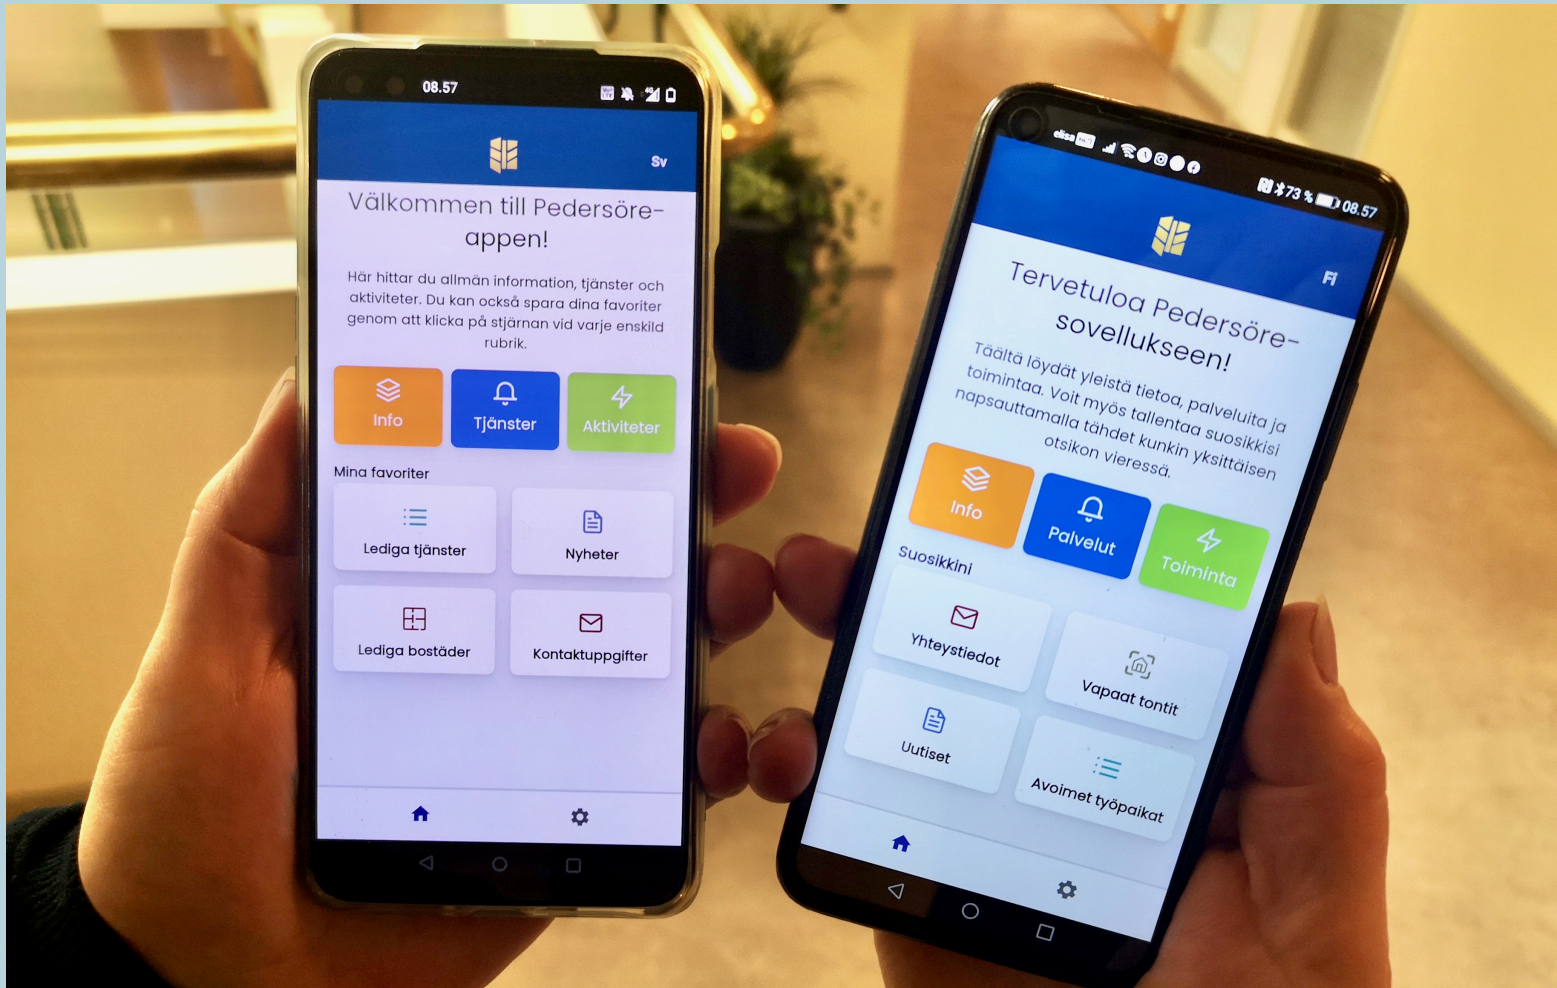 08.57
Sv
Välkommen till Pedersöre-
appen!
Här hittar du allmän information, tjänster och
aktiviteter. Du kan också spara dina favoriter
genom att klicka på stjärnan vid varje enskild
rubrik.
Info
Tjänster
Aktiviteter
Mina favoriter
Lediga tjänster
Nyheter
Lediga bostäder
Kontaktuppgifter
elisa
73 %
08.57
Fi
Tervetuloa Pedersöre-
sovellukseen!
Täältä löydät yleistä tietoa, palveluita ja
toimintaa. Voit myös tallentaa suosikkisi
napsauttamalla tähdet kunkin yksittäisen
otsikon vieressä.
Info
Palvelut
Toiminta
Suosikkini
Yhteystiedot
Vapaat tontit
Uutiset
Avoimet työpaikat